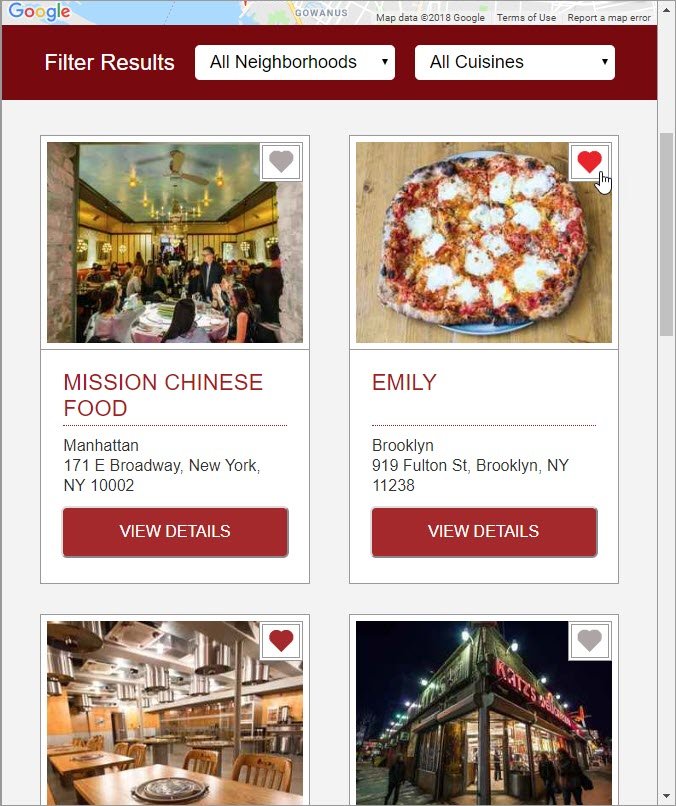 Google
GOWANUS
Map data ©2018 Google
Terms of Use
Report a map error
Filter Results
All Neighborhoods
All Cuisines
MISSION CHINESE
FOOD
Manhattan
171 E Broadway, New York,
NY 10002
VIEW DETAILS
EMILY
Brooklyn
919 Fulton St, Brooklyn, NY
11238
VIEW DETAILS
KATZ'S